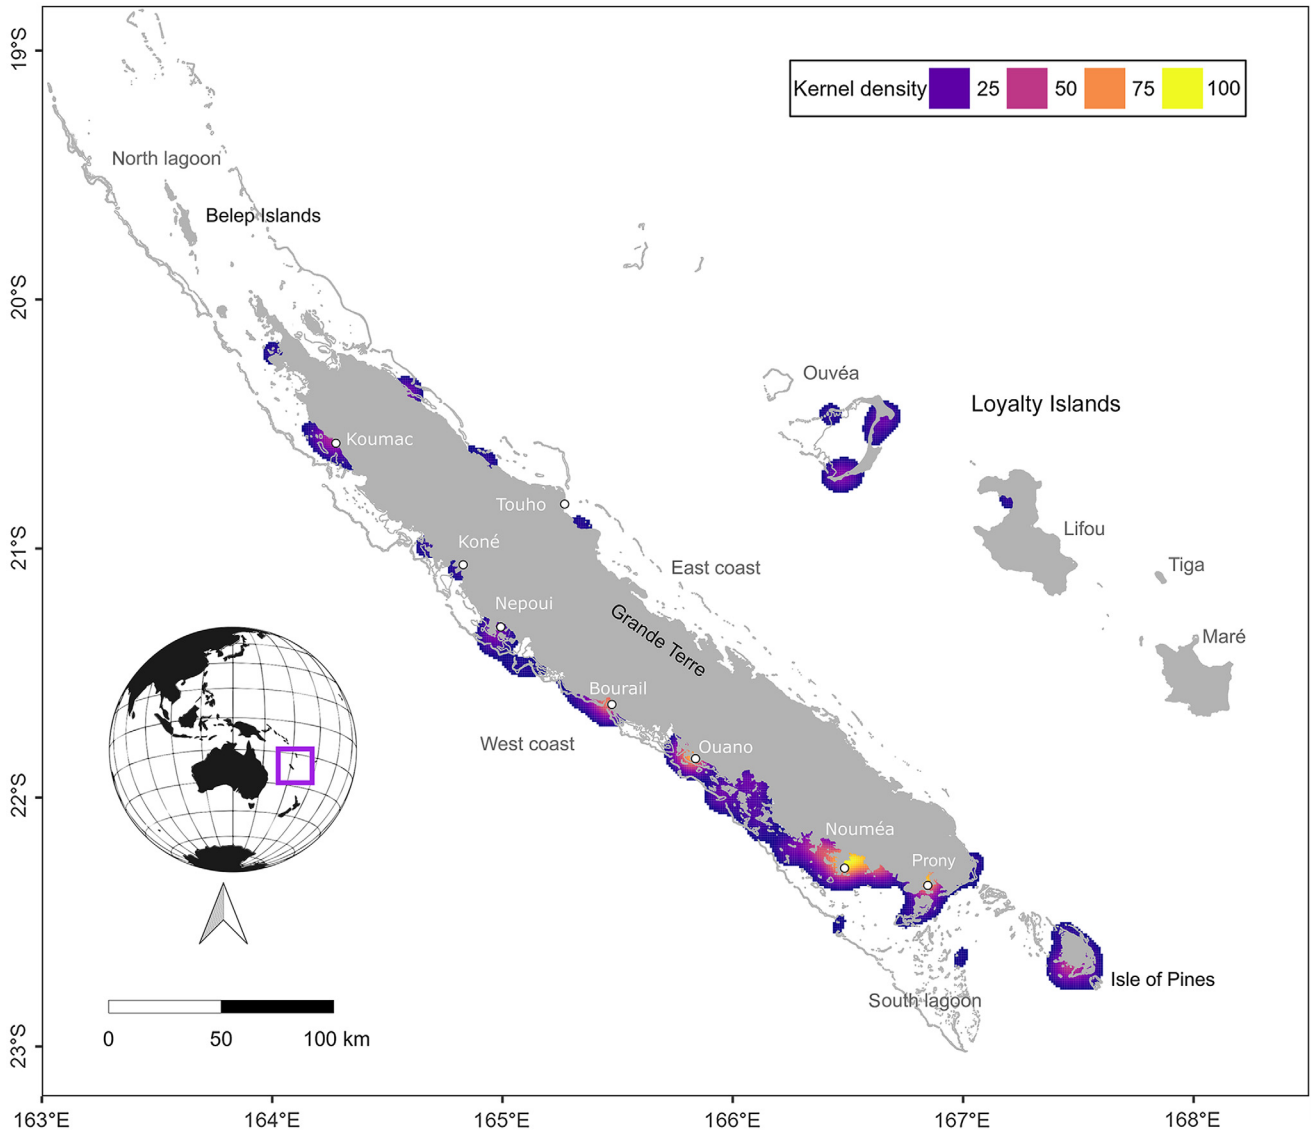 Kernel density 25 50 75 100
19°S
20°S
21°S
22°S
23°S
North lagoon
Belep Islands
Ouvéa
Loyalty Islands
Koumac
Touho
Lifou
Koné
East coast
Tiga
Nepoui
Grande Terre
Maré
Bourail
West coast
Ouano
Nouméa
Prony
Isle of Pines
South lagoon
0 50 100 km
163°E 164°E 165°E 166°E 167°E 168°E